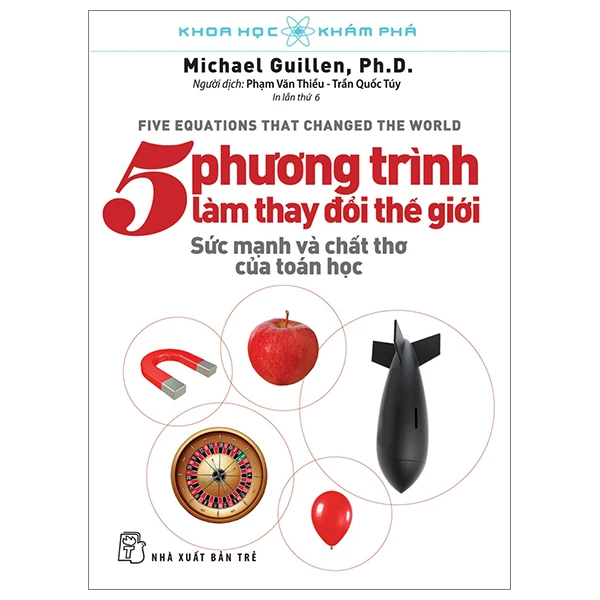 KHOA HỌC KHÁM PHÁ
Michael Guillen, Ph.D.
Người dịch: Phạm Văn Thiều - Trần Quốc Túy
In lần thứ 6
FIVE EQUATIONS THAT CHANGED THE WORLD
5 phương trình
làm thay đổi thế giới
Sức mạnh và chất thơ
của toán học
NHÀ XUẤT BẢN TRẺ